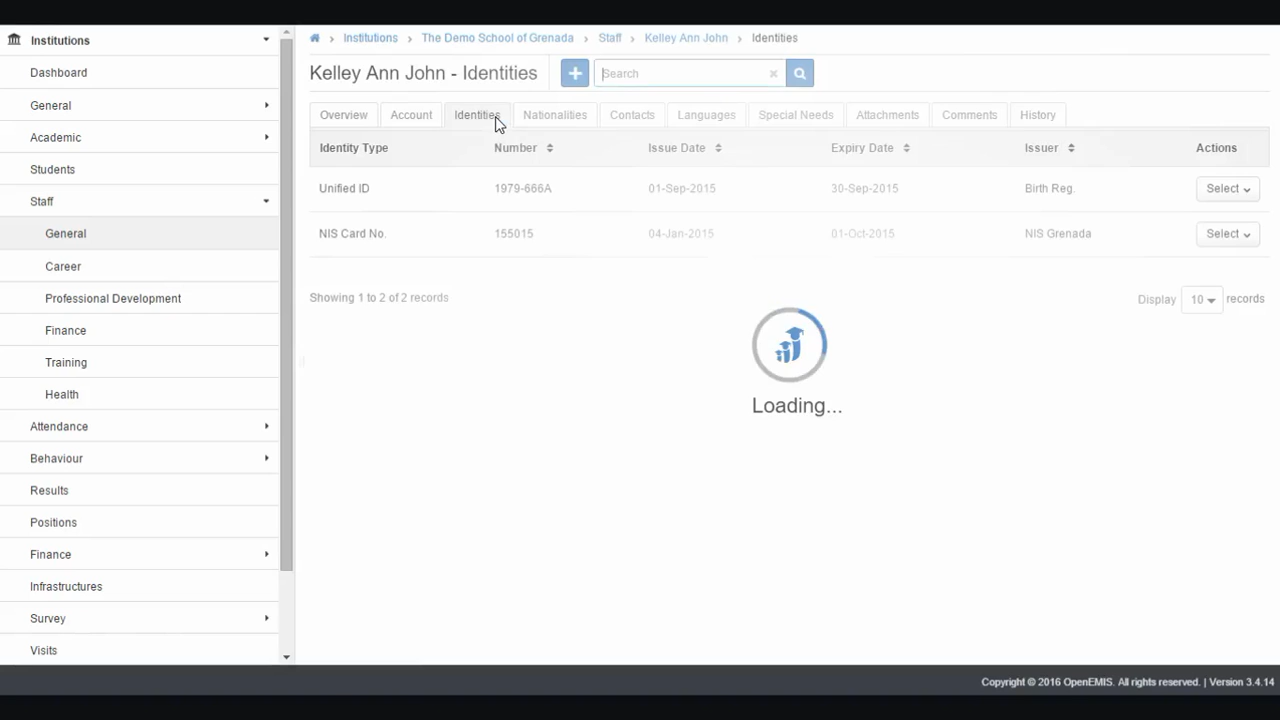 Institutions
Dashboard
General
Academic
Students
Staff
General
Career
Professional Development
Finance
Training
Health
Attendance
Behaviour
Results
Positions
Finance
Infrastructures
Survey
Visits
Institutions › The Demo School of Grenada › Staff › Kelley Ann John › Identities
Kelley Ann John - Identities
Search
Overview Account Identities Nationalities Contacts Languages Special Needs Attachments Comments History
Identity Type Number Issue Date Expiry Date Issuer Actions
Unified ID 1979-666A 01-Sep-2015 30-Sep-2015 Birth Reg. Select
NIS Card No. 155015 04-Jan-2015 01-Oct-2015 NIS Grenada Select
Showing 1 to 2 of 2 records Display 10 records
Loading...
Copyright © 2016 OpenEMIS. All rights reserved. | Version 3.4.14